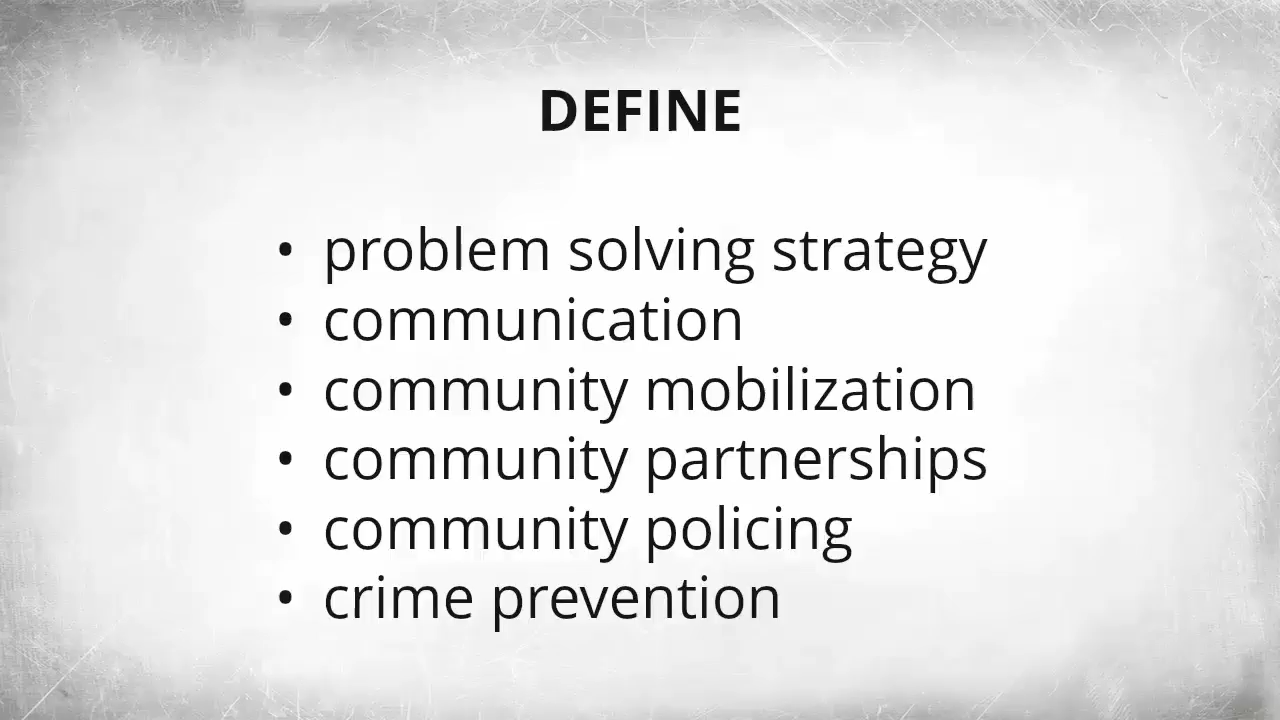 DEFINE
• problem solving strategy
• communication
• community mobilization
• community partnerships
• community policing
• crime prevention